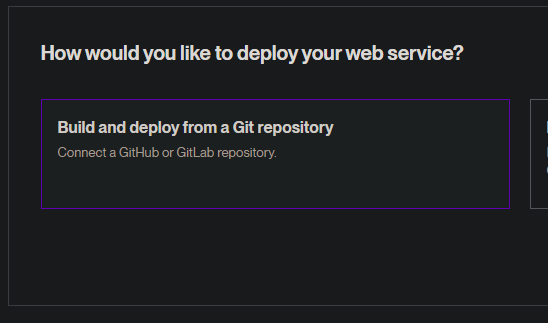 How would you like to deploy your web service?
Build and deploy from a Git repository
Connect a GitHub or GitLab repository.